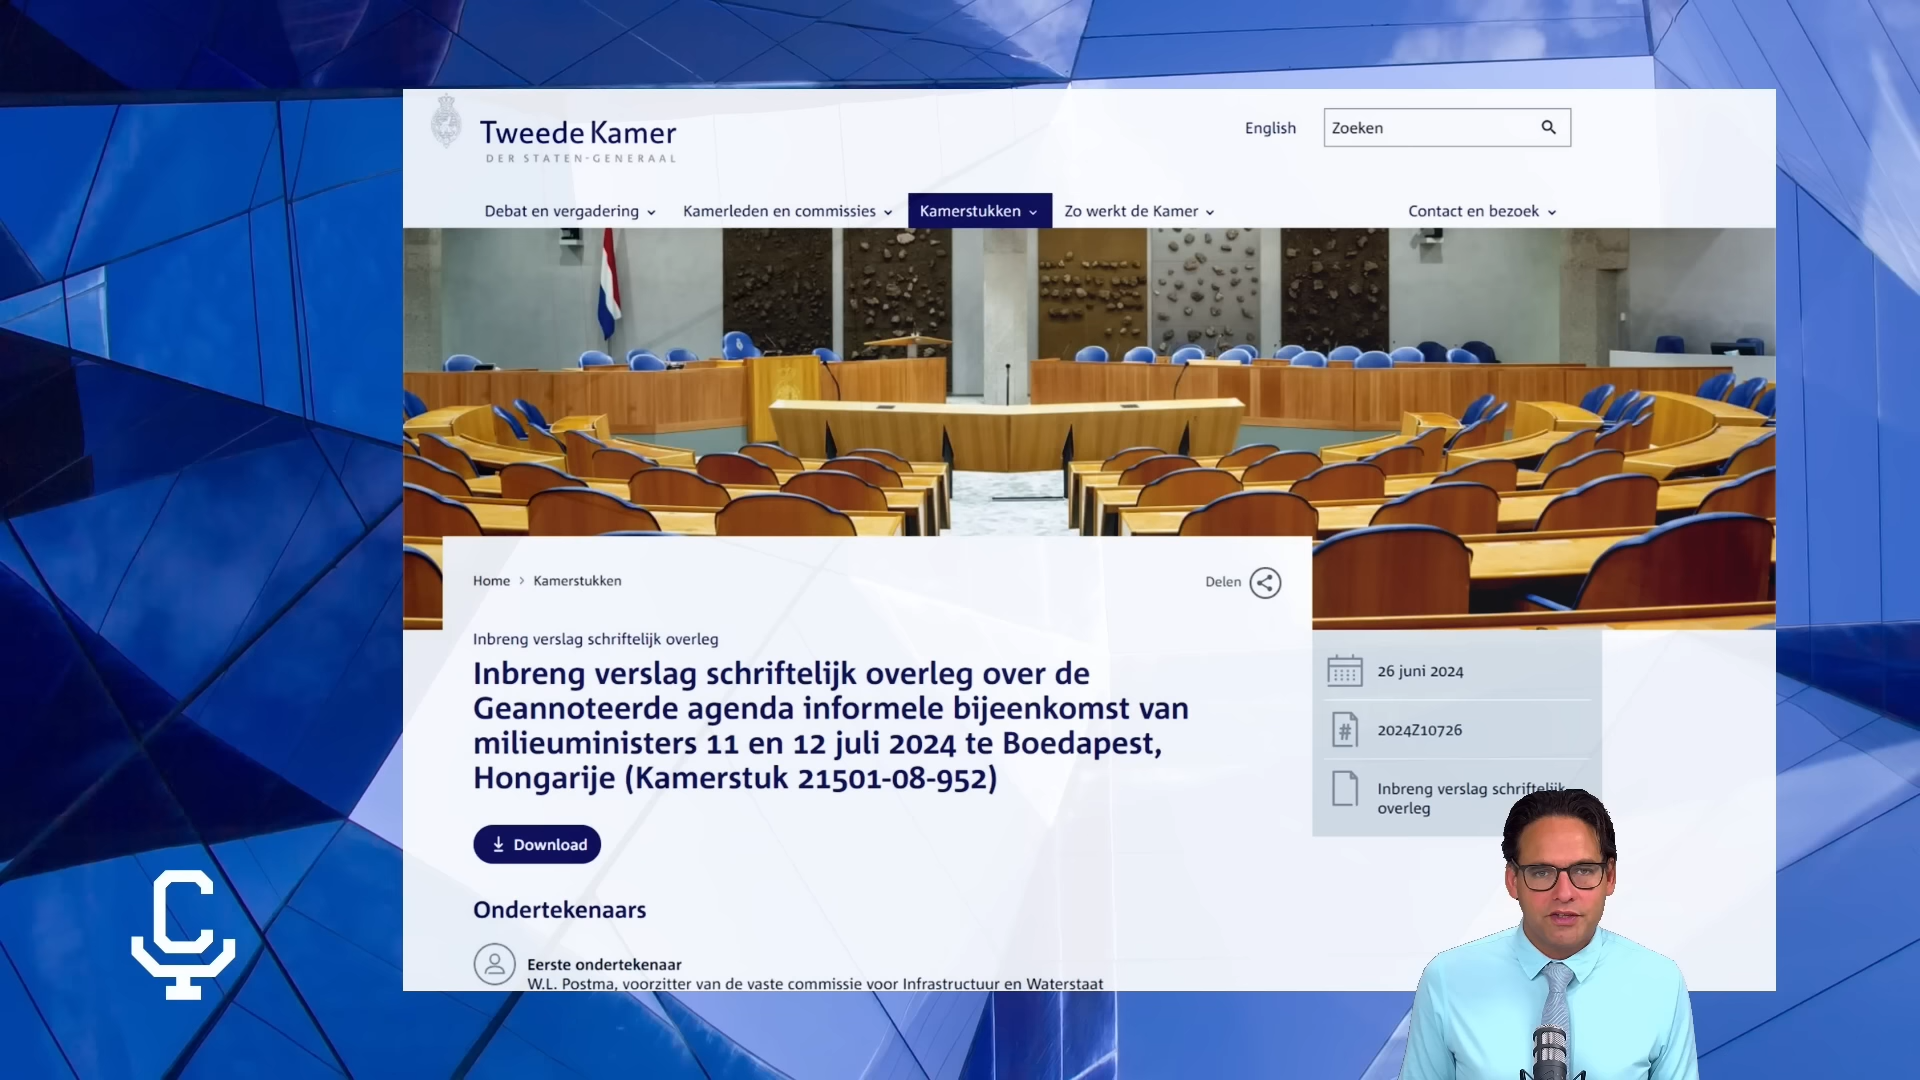 Tweede Kamer
DER STATEN-GENERAAL
English
Zoeken
Debat en vergadering
Kamerleden en commissies
Kamerstukken
Zo werkt de Kamer
Contact en bezoek
Home > Kamerstukken
Delen
Inbreng verslag schriftelijk overleg
Inbreng verslag schriftelijk overleg over de
Geannoteerde agenda informele bijeenkomst van
milieuministers 11 en 12 juli 2024 te Boedapest,
Hongarije (Kamerstuk 21501-08-952)
Download
Ondertekenaars
Eerste ondertekenaar
W.L. Postma, voorzitter van de vaste commissie voor Infrastructuur en Waterstaat
26 juni 2024
#
2024Z10726
Inbreng verslag schriftelijk
overleg